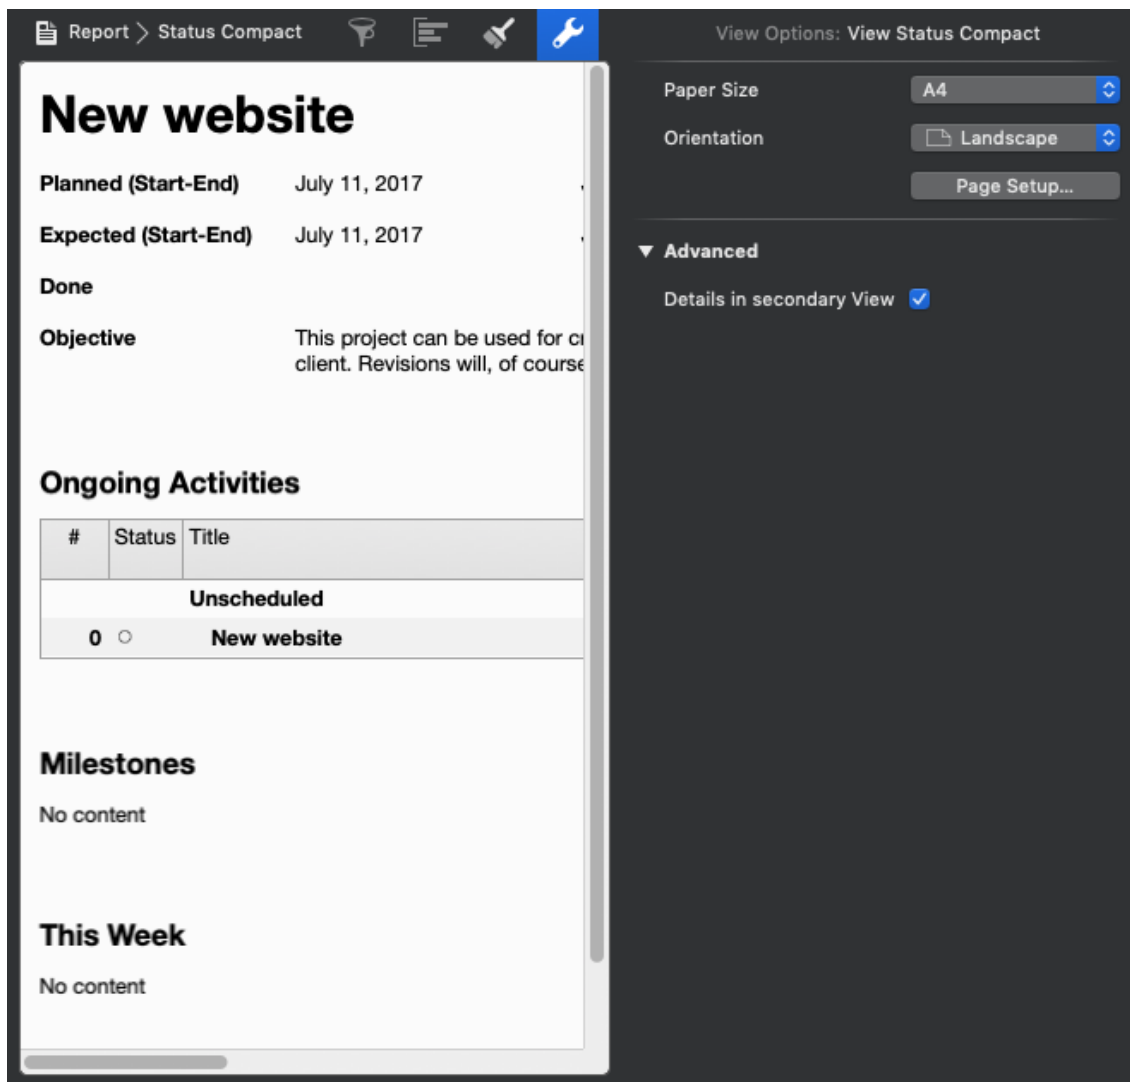 Report > Status Compact
View Options: View Status Compact
New website
Planned (Start-End) July 11, 2017
Expected (Start-End) July 11, 2017
Done
Objective This project can be used for
client. Revisions will, of course
Ongoing Activities
# Status Title
Unscheduled
0 New website
Milestones
No content
This Week
No content
Paper Size A4
Orientation Landscape
Page Setup...
Advanced
Details in secondary View